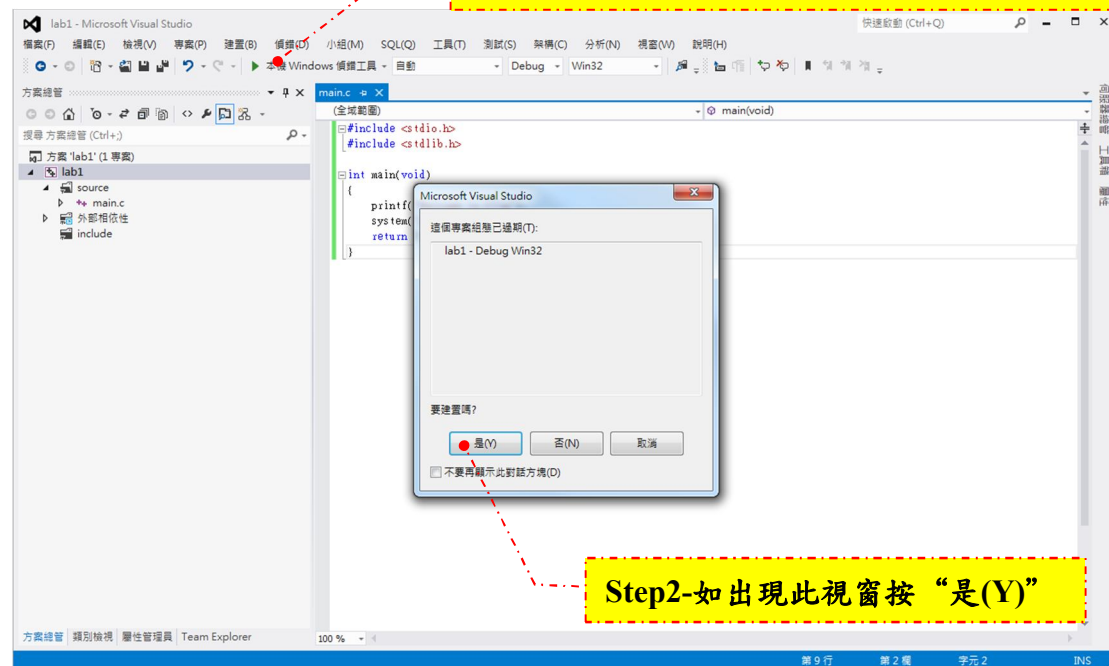 lab1 - Microsoft Visual Studio
快速啟動 (Ctrl+Q)
檔案(F) 編輯(E) 檢視(V) 專案(P) 建置(B) 偵錯(D) 小組(M) SQL(Q) 工具(T) 測試(S) 架構(C) 分析(N) 視窗(W) 說明(H)
本機 Windows 偵錯工具 自動 Debug Win32
方案總管
main.c
(全域範圍) main(void)
搜尋方案總管 (Ctrl+;)
方案 'lab1' (1 專案)
lab1
source
main.c
外部相依性
include
#include <stdio.h>
#include <stdlib.h>
int main(void)
{
printf(
system(
return
}
Microsoft Visual Studio
這個專案組態已過期(T):
lab1 - Debug Win32
要建置嗎?
是(Y) 否(N) 取消
不要再顯示此對話方塊(D)
Step2-如出現此視窗按“是(Y)”
方案總管 類別檢視 屬性管理員 Team Explorer
100 %
第 9 行 第 2 欄 字元 2 INS
工具箱
屬性